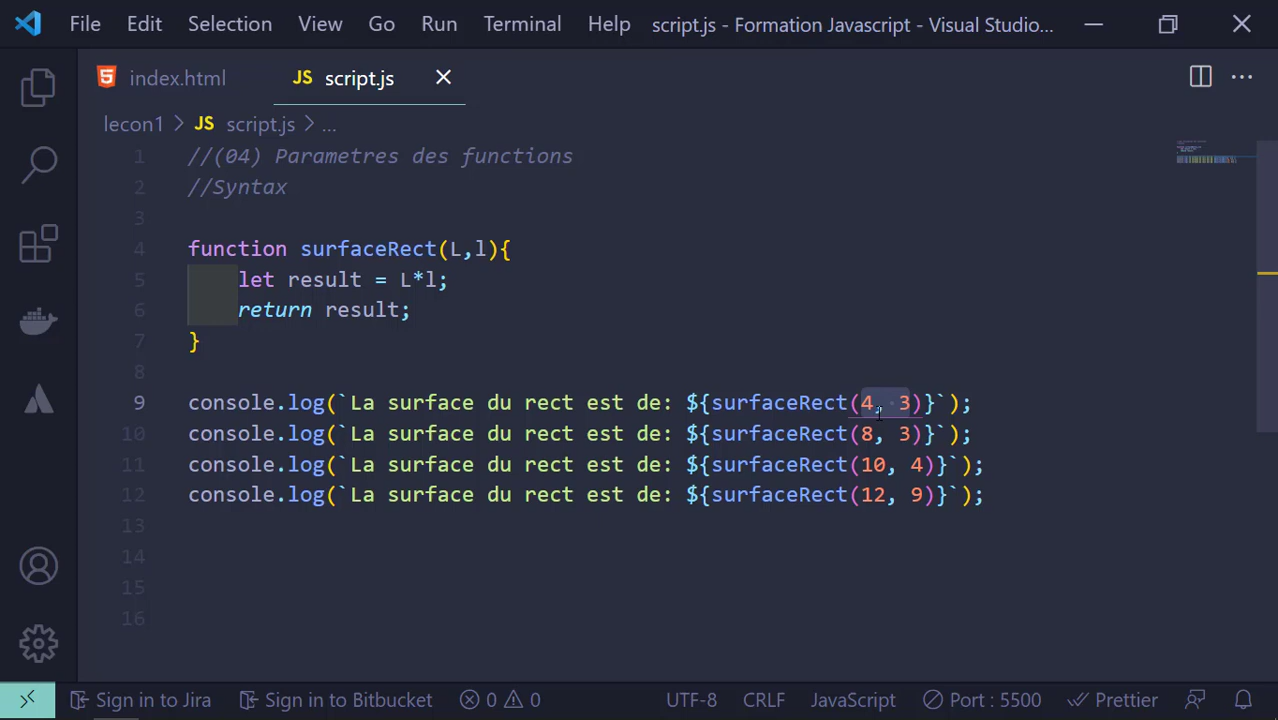 File Edit Selection View Go Run Terminal Help script.js - Formation Javascript - Visual Studio...
index.html JS script.js
lecon1 > JS script.js > ...
1 //(04) Parametres des functions
2 //Syntax
3
4 function surfaceRect(L,l){
5 let result = L*l;
6 return result;
7 }
8
9 console.log(`La surface du rect est de: ${surfaceRect(4, 3)}`);
10 console.log(`La surface du rect est de: ${surfaceRect(8, 3)}`);
11 console.log(`La surface du rect est de: ${surfaceRect(10, 4)}`);
12 console.log(`La surface du rect est de: ${surfaceRect(12, 9)}`);
13
14
15
16
Sign in to Jira Sign in to Bitbucket 0 0 UTF-8 CRLF JavaScript Port : 5500 Prettier